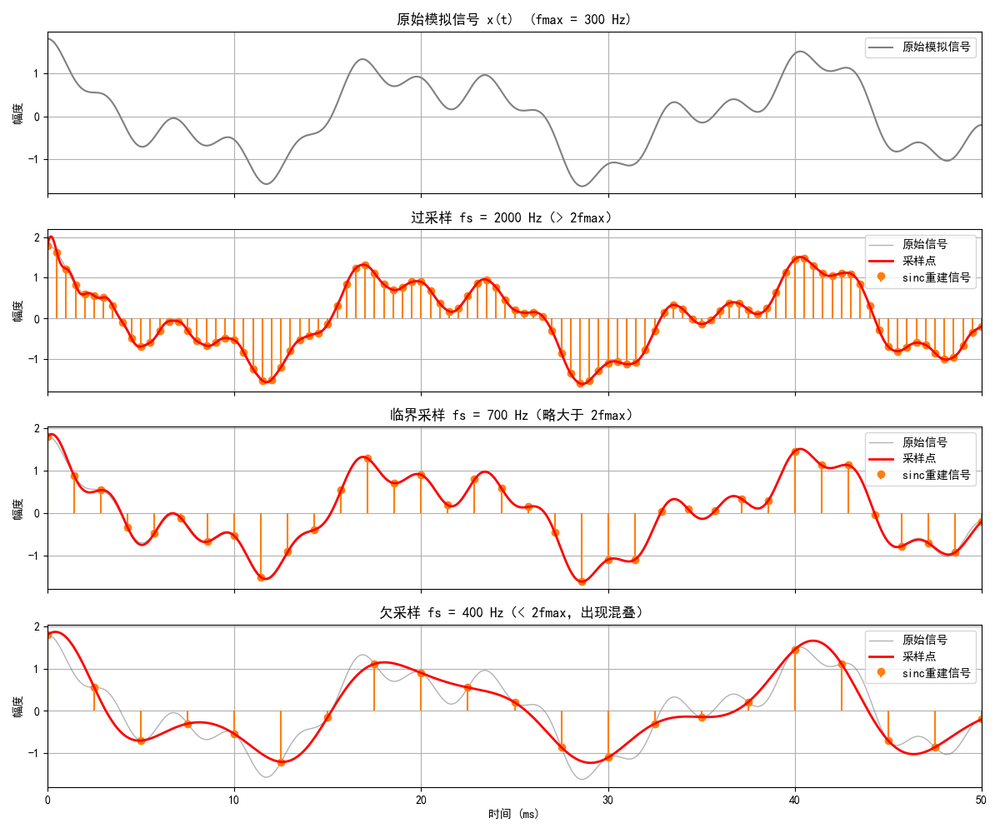 原始模拟信号 x(t) (fmax = 300 Hz)
原始模拟信号
幅度
1
0
−1
过采样 fs = 2000 Hz（> 2fmax）
原始信号
采样点
sinc重建信号
幅度
2
1
0
−1
临界采样 fs = 700 Hz（略大于 2fmax）
原始信号
采样点
sinc重建信号
幅度
2
1
0
−1
欠采样 fs = 400 Hz（< 2fmax，出现混叠）
原始信号
采样点
sinc重建信号
幅度
2
1
0
−1
0 10 20 30 40 50
时间 (ms)